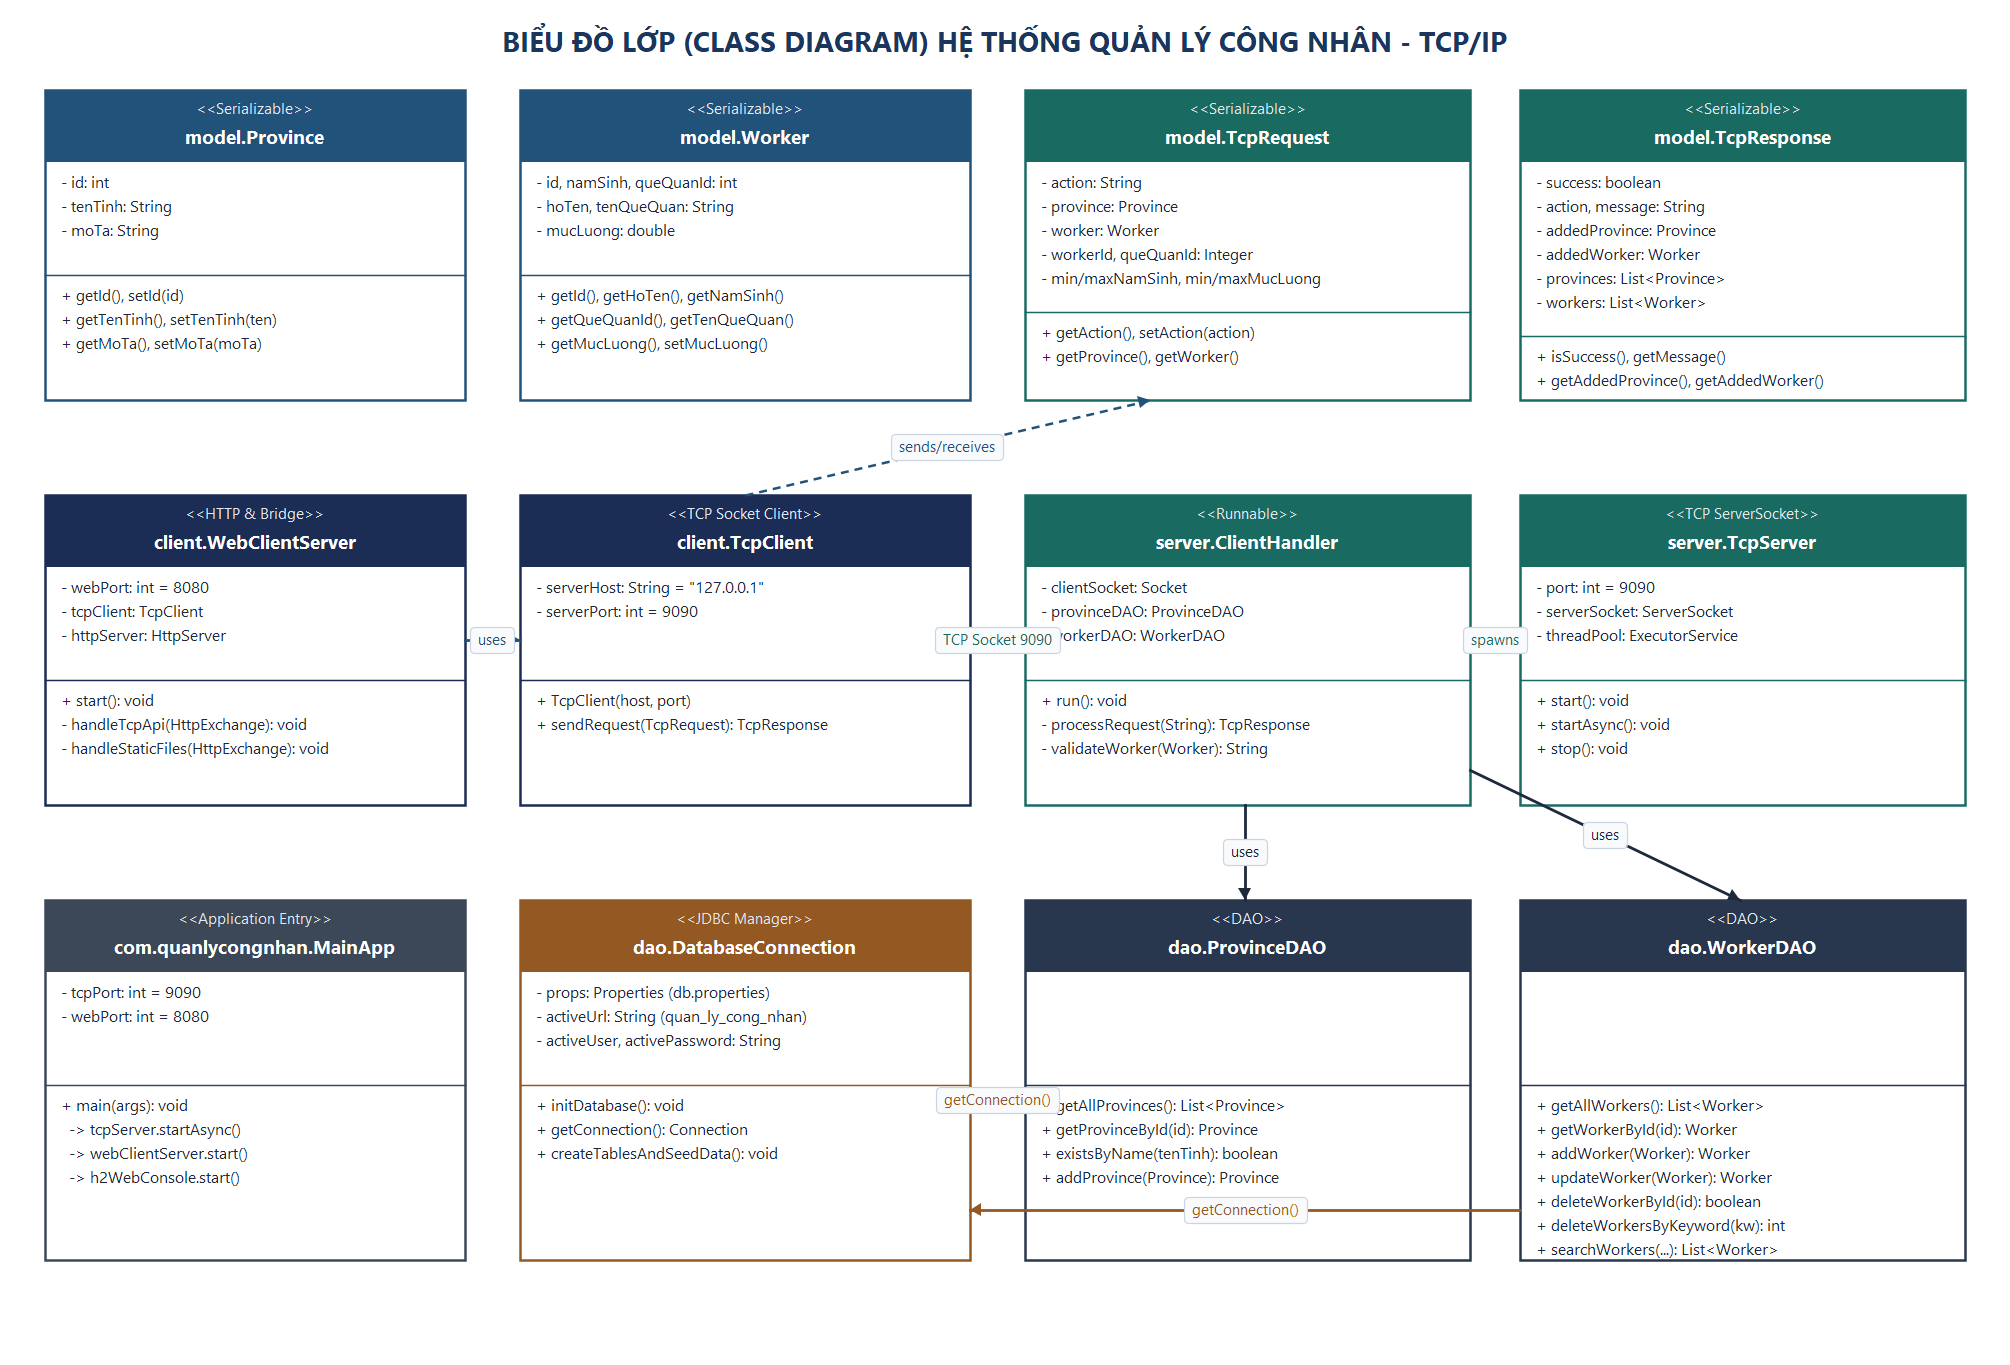 BIỂU ĐỒ LỚP (CLASS DIAGRAM) HỆ THỐNG QUẢN LÝ CÔNG NHÂN - TCP/IP
<<Serializable>>
model.Province
- id: int
- tenTinh: String
- moTa: String
+ getId(), setId(id)
+ getTenTinh(), setTenTinh(ten)
+ getMoTa(), setMoTa(moTa)
<<Serializable>>
model.Worker
- id, namSinh, queQuanId: int
- hoTen, tenQueQuan: String
- mucLuong: double
+ getId(), getHoTen(), getNamSinh()
+ getQueQuanId(), getTenQueQuan()
+ getMucLuong(), setMucLuong()
<<Serializable>>
model.TcpRequest
- action: String
- province: Province
- worker: Worker
- workerId, queQuanId: Integer
- min/maxNamSinh, min/maxMucLuong
+ getAction(), setAction(action)
+ getProvince(), getWorker()
<<Serializable>>
model.TcpResponse
- success: boolean
- action, message: String
- addedProvince: Province
- addedWorker: Worker
- provinces: List<Province>
- workers: List<Worker>
+ isSuccess(), getMessage()
+ getAddedProvince(), getAddedWorker()
sends/receives
<<HTTP & Bridge>>
client.WebClientServer
- webPort: int = 8080
- tcpClient: TcpClient
- httpServer: HttpServer
+ start(): void
- handleTcpApi(HttpExchange): void
- handleStaticFiles(HttpExchange): void
uses
<<TCP Socket Client>>
client.TcpClient
- serverHost: String = "127.0.0.1"
- serverPort: int = 9090
+ TcpClient(host, port)
+ sendRequest(TcpRequest): TcpResponse
TCP Socket 9090
<<Runnable>>
server.ClientHandler
- clientSocket: Socket
- provinceDAO: ProvinceDAO
workerDAO: WorkerDAO
+ run(): void
- processRequest(String): TcpResponse
- validateWorker(Worker): String
spawns
<<TCP ServerSocket>>
server.TcpServer
- port: int = 9090
- serverSocket: ServerSocket
- threadPool: ExecutorService
+ start(): void
+ startAsync(): void
+ stop(): void
uses
uses
<<Application Entry>>
com.quanlycongnhan.MainApp
- tcpPort: int = 9090
- webPort: int = 8080
+ main(args): void
-> tcpServer.startAsync()
-> webClientServer.start()
-> h2WebConsole.start()
<<JDBC Manager>>
dao.DatabaseConnection
- props: Properties (db.properties)
- activeUrl: String (quan_ly_cong_nhan)
- activeUser, activePassword: String
+ initDatabase(): void
+ getConnection(): Connection
+ createTablesAndSeedData(): void
getConnection()
<<DAO>>
dao.ProvinceDAO
getAllProvinces(): List<Province>
+ getProvinceById(id): Province
+ existsByName(tenTinh): boolean
+ addProvince(Province): Province
getConnection()
<<DAO>>
dao.WorkerDAO
+ getAllWorkers(): List<Worker>
+ getWorkerById(id): Worker
+ addWorker(Worker): Worker
+ updateWorker(Worker): Worker
+ deleteWorkerById(id): boolean
+ deleteWorkersByKeyword(kw): int
+ searchWorkers(...): List<Worker>